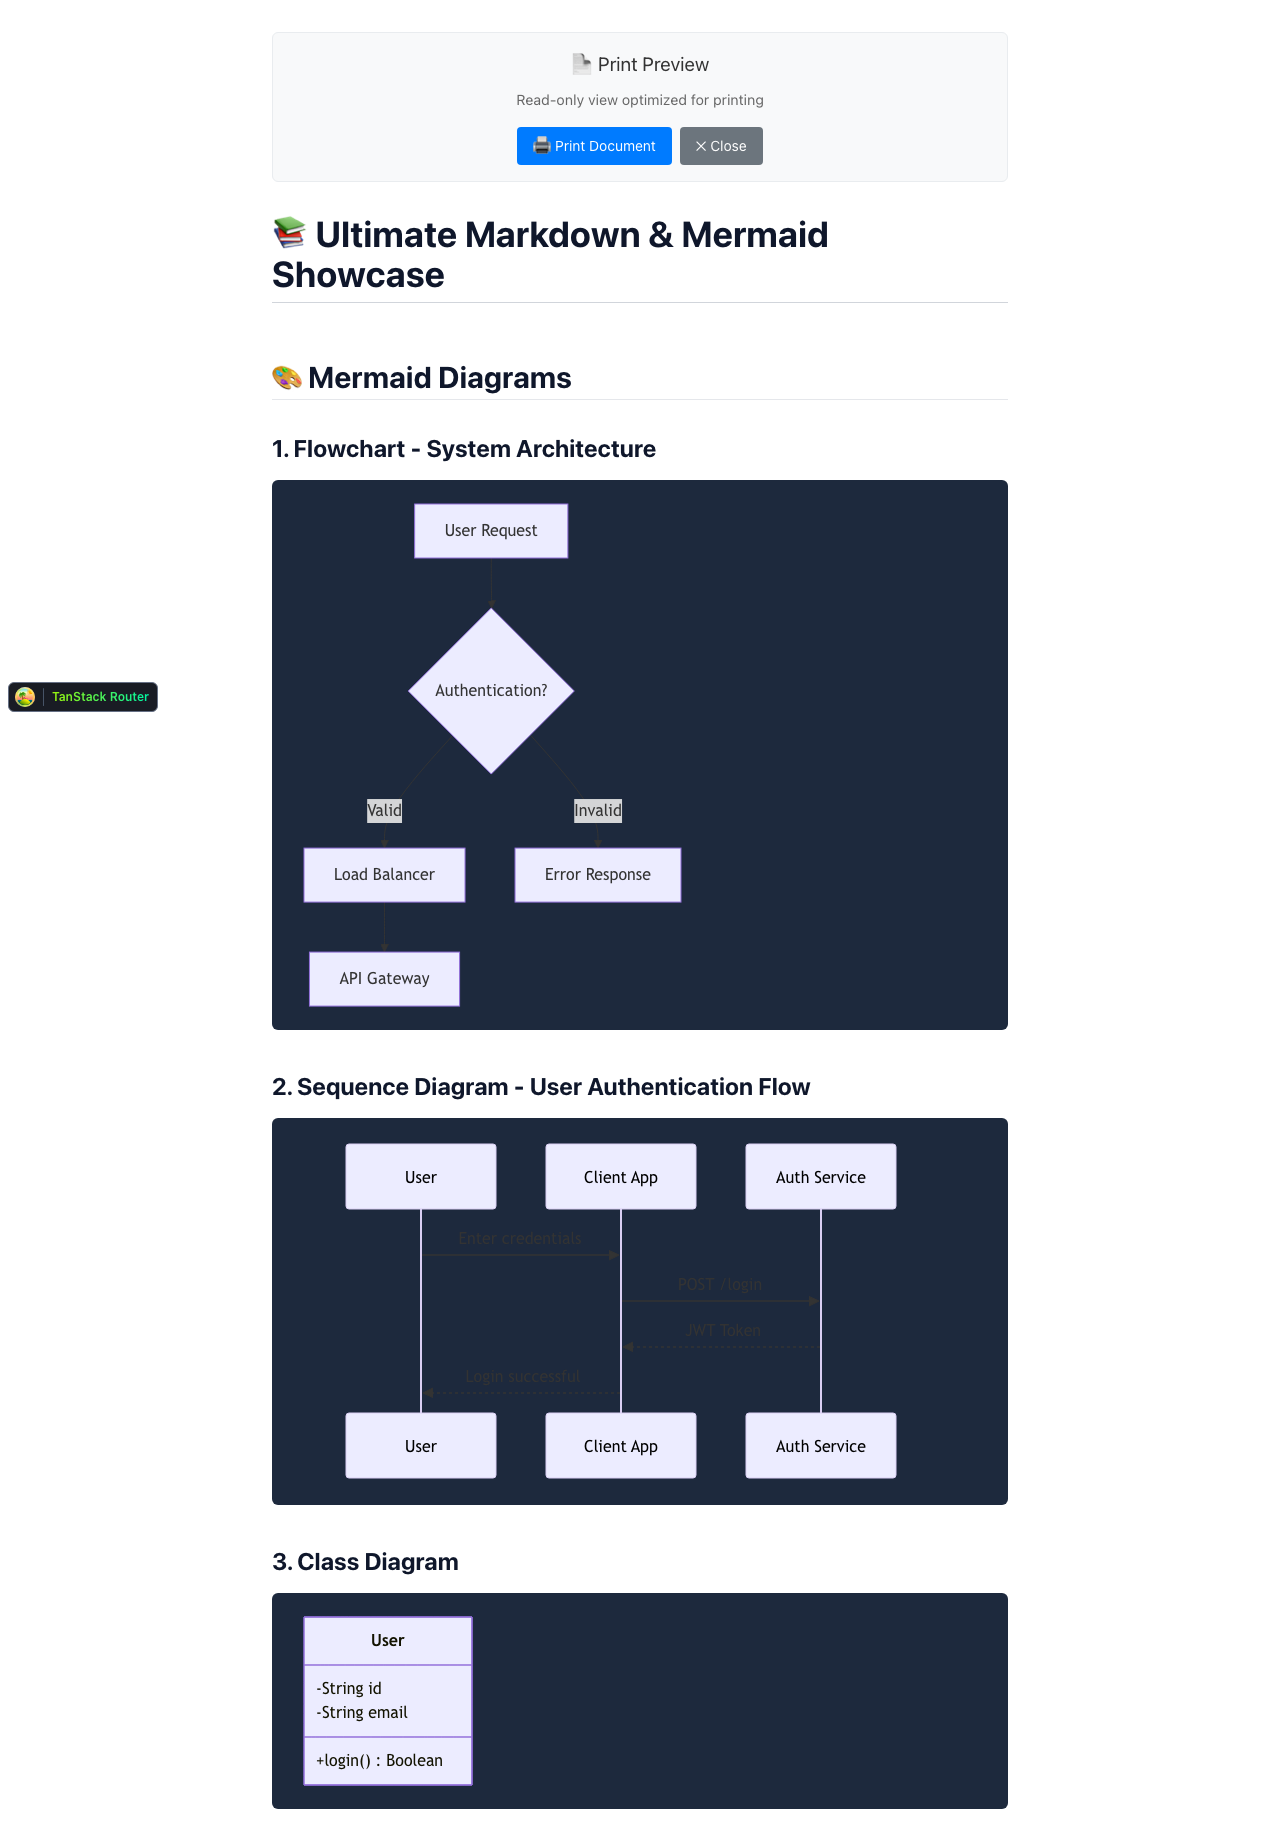 Print Preview
Read-only view optimized for printing
Print Document
✕ Close
Ultimate Markdown & Mermaid
Showcase
Mermaid Diagrams
1. Flowchart - System Architecture
User Request
Authentication?
Valid
Invalid
Load Balancer
Error Response
API Gateway
TanStack Router
2. Sequence Diagram - User Authentication Flow
User
Client App
Auth Service
Enter credentials
POST /login
JWT Token
Login successful
User
Client App
Auth Service
3. Class Diagram
User
-String id
-String email
+login() : Boolean